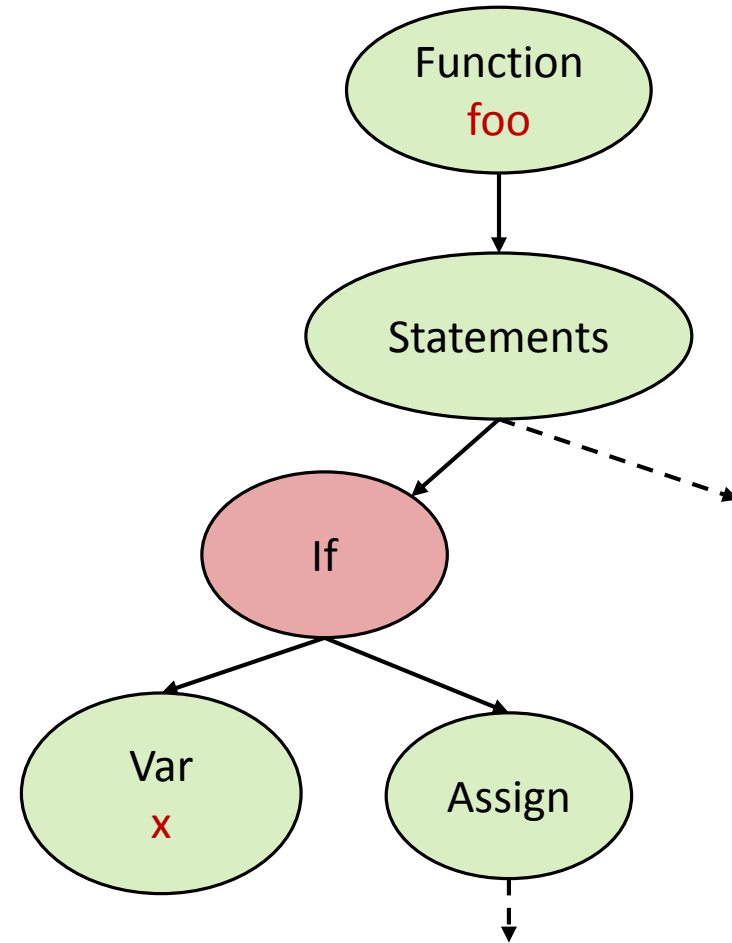 Function
foo
Statements
If
Var
x
Assign